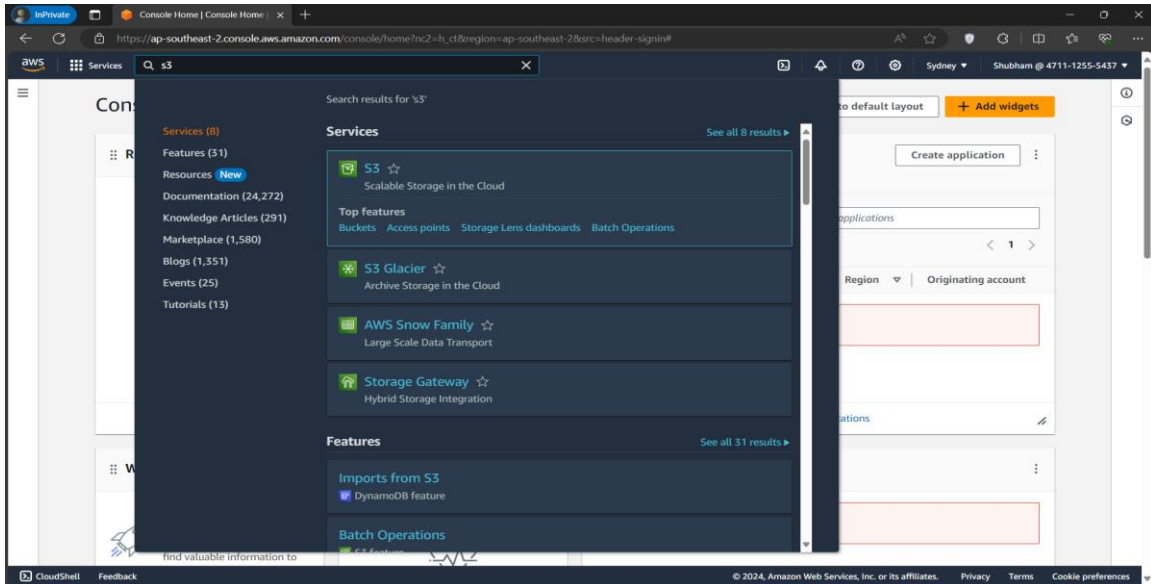 InPrivate
Console Home | Console Home |
https://ap-southeast-2.console.aws.amazon.com/console/home?nc2=h_ct&region=ap-southeast-2&src=header-signin#
aws
Services
s3
Sydney
Shubham @ 4711-1255-5437
Con
to default layout
+ Add widgets
Search results for 's3'
Services (8)
Features (31)
Resources New
Documentation (24,272)
Knowledge Articles (291)
Marketplace (1,580)
Blogs (1,351)
Events (25)
Tutorials (13)
Services
See all 8 results
S3
Scalable Storage in the Cloud
Top features
Buckets Access points Storage Lens dashboards Batch Operations
S3 Glacier
Archive Storage in the Cloud
AWS Snow Family
Large Scale Data Transport
Storage Gateway
Hybrid Storage Integration
Features
See all 31 results
Imports from S3
DynamoDB feature
Batch Operations
S3 feature
R
Create application
applications
1
Region
Originating account
ations
W
find valuable information to
CloudShell
Feedback
© 2024, Amazon Web Services, Inc. or its affiliates.
Privacy
Terms
Cookie preferences